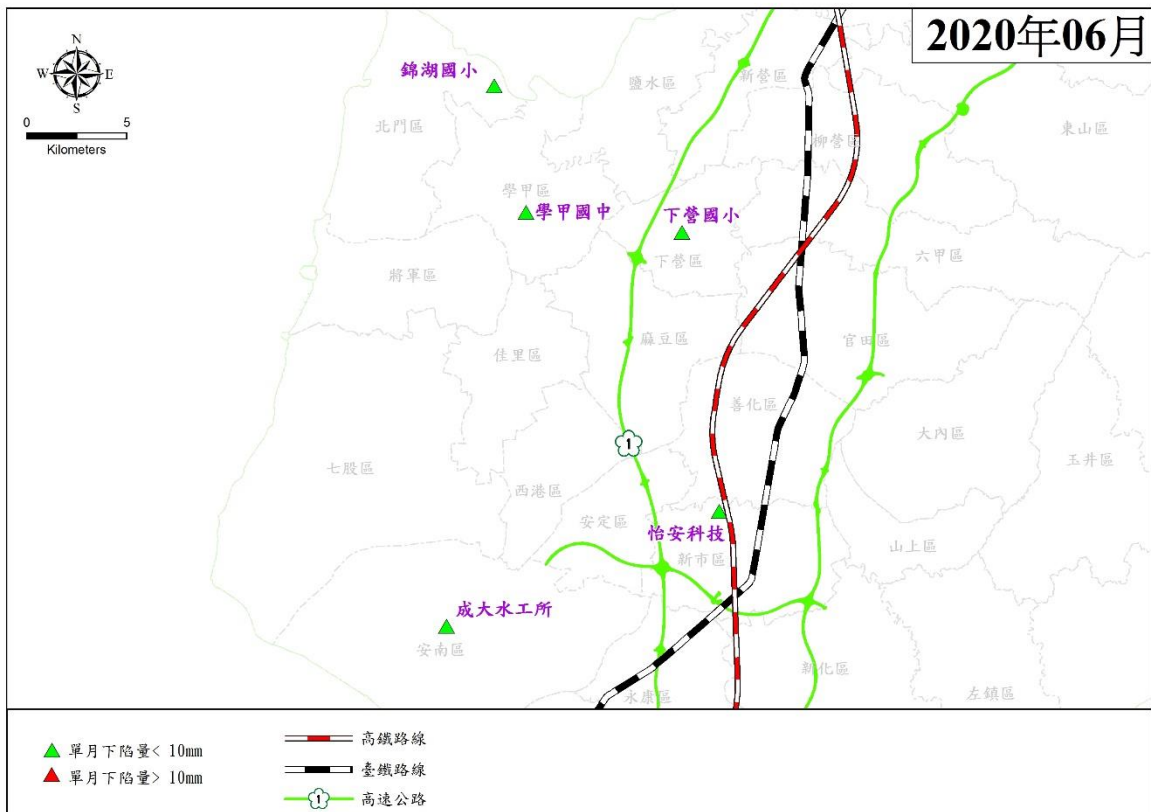 2020年06月
N
W
E
S
0
5
Kilometers
錦湖國小
鹽水區
新營區
北門區
東山區
柳營區
學甲區
學甲國中
下營國小
下營區
六甲區
將軍區
麻豆區
官田區
佳里區
善化區
大內區
1
玉井區
七股區
西港區
安定區
怡安科技
新市區
山上區
成大水工所
安南區
新化區
永康區
左鎮區
單月下陷量< 10mm
單月下陷量> 10mm
高鐵路線
臺鐵路線
1
高速公路